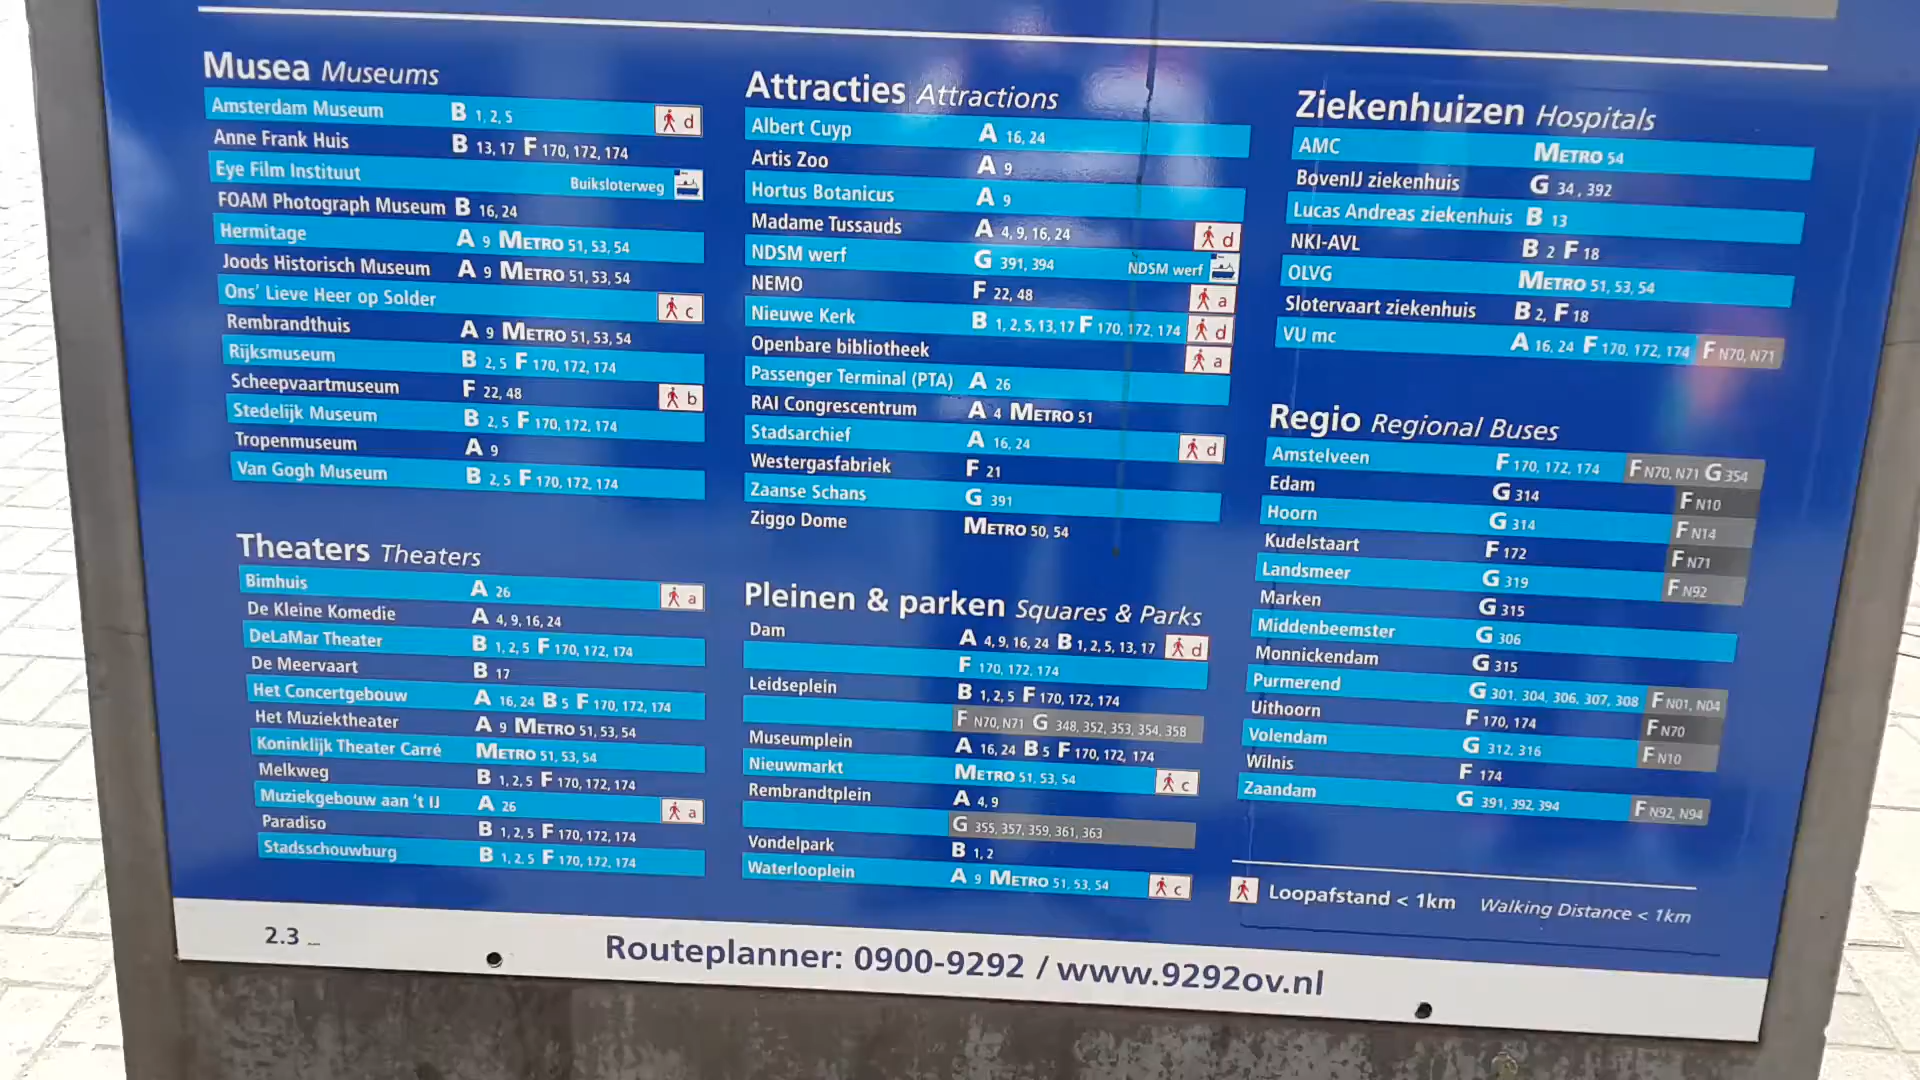 Musea Museums
Amsterdam Museum B 1, 2, 5 d
Anne Frank Huis B 13, 17 F 170, 172, 174
Eye Film Instituut Buiksloterweg
FOAM Photograph Museum B 16, 24
Hermitage A 9 METRO 51, 53, 54
Joods Historisch Museum A 9 METRO 51, 53, 54
Ons' Lieve Heer op Solder c
Rembrandthuis A 9 METRO 51, 53, 54
Rijksmuseum B 2, 5 F 170, 172, 174
Scheepvaartmuseum F 22, 48 b
Stedelijk Museum B 2, 5 F 170, 172, 174
Tropenmuseum A 9
Van Gogh Museum B 2, 5 F 170, 172, 174
Theaters Theaters
Bimhuis A 26 a
De Kleine Komedie A 4, 9, 16, 24
DeLaMar Theater B 1, 2, 5 F 170, 172, 174
De Meervaart B 17
Het Concertgebouw A 16, 24 B 5 F 170, 172, 174
Het Muziektheater A 9 METRO 51, 53, 54
Koninklijk Theater Carré METRO 51, 53, 54
Melkweg B 1, 2, 5 F 170, 172, 174
Muziekgebouw aan 't IJ A 26 a
Paradiso B 1, 2, 5 F 170, 172, 174
Stadsschouwburg B 1, 2, 5 F 170, 172, 174
Attracties Attractions
Albert Cuyp A 16, 24
Artis Zoo A 9
Hortus Botanicus A 9
Madame Tussauds A 4, 9, 16, 24 d
NDSM werf G 391, 394 NDSM werf
NEMO F 22, 48 a
Nieuwe Kerk B 1, 2, 5, 13, 17 F 170, 172, 174 d
Openbare bibliotheek a
Passenger Terminal (PTA) A 26
RAI Congrescentrum A 4 METRO 51
Stadsarchief A 16, 24 d
Westergasfabriek F 21
Zaanse Schans G 391
Ziggo Dome METRO 50, 54
Pleinen & parken Squares & Parks
Dam A 4, 9, 16, 24 B 1, 2, 5, 13, 17 d
F 170, 172, 174
Leidseplein B 1, 2, 5 F 170, 172, 174
F N70, N71 G 348, 352, 353, 354, 358
Museumplein A 16, 24 B 5 F 170, 172, 174
Nieuwmarkt METRO 51, 53, 54 c
Rembrandtplein A 4, 9
G 355, 357, 359, 361, 363
Vondelpark B 1, 2
Waterlooplein A 9 METRO 51, 53, 54 c
Ziekenhuizen Hospitals
AMC METRO 54
BovenIJ ziekenhuis G 34 , 392
Lucas Andreas ziekenhuis B 13
NKI-AVL B 2 F 18
OLVG METRO 51, 53, 54
Slotervaart ziekenhuis B 2, F 18
VU mc A 16, 24 F 170, 172, 174 F N70, N71
Regio Regional Buses
Amstelveen F 170, 172, 174 F N70, N71 G 354
Edam G 314 F N10
Hoorn G 314 F N14
Kudelstaart F 172 F N71
Landsmeer G 319 F N92
Marken G 315
Middenbeemster G 306
Monnickendam G 315
Purmerend G 301, 304, 306, 307, 308 F N01, N04
Uithoorn F 170, 174 F N70
Volendam G 312, 316 F N10
Wilnis F 174
Zaandam G 391, 392, 394 F N92, N94
Loopafstand < 1km Walking Distance < 1km
2.3
Routeplanner: 0900-9292 / www.9292ov.nl